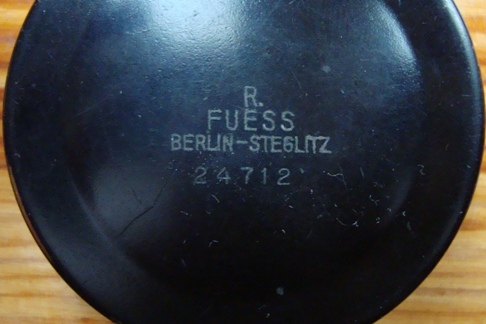 R.
FUESS
BERLIN-STEGLITZ
24712